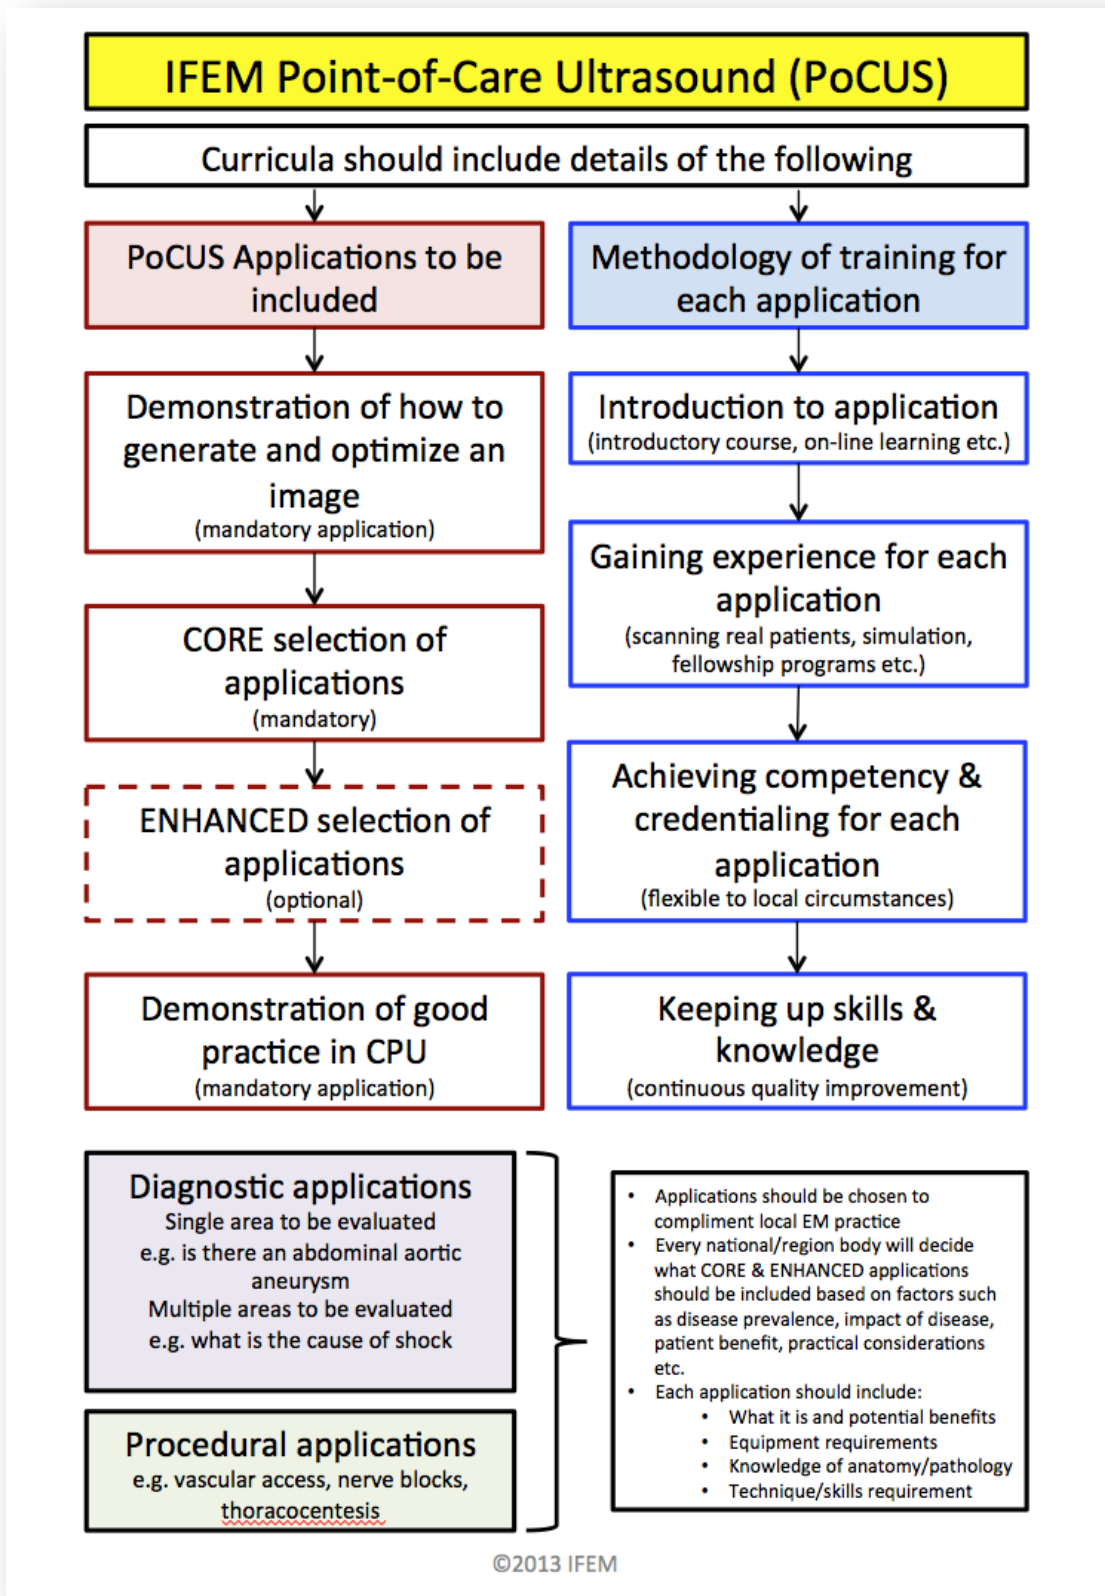 IFEM Point-of-Care Ultrasound (PoCUS)
Curricula should include details of the following
PoCUS Applications to be
included
Demonstration of how to
generate and optimize an
image
(mandatory application)
CORE selection of
applications
(mandatory)
ENHANCED selection of
applications
(optional)
Demonstration of good
practice in CPU
(mandatory application)
Methodology of training for
each application
Introduction to application
(introductory course, on-line learning etc.)
Gaining experience for each
application
(scanning real patients, simulation,
fellowship programs etc.)
Achieving competency &
credentialing for each
application
(flexible to local circumstances)
Keeping up skills &
knowledge
(continuous quality improvement)
Diagnostic applications
Single area to be evaluated
e.g. is there an abdominal aortic
aneurysm
Multiple areas to be evaluated
e.g. what is the cause of shock
Procedural applications
e.g. vascular access, nerve blocks,
thoracocentesis
• Applications should be chosen to
compliment local EM practice
• Every national/region body will decide
what CORE & ENHANCED applications
should be included based on factors such
as disease prevalence, impact of disease,
patient benefit, practical considerations
etc.
• Each application should include:
• What it is and potential benefits
• Equipment requirements
• Knowledge of anatomy/pathology
• Technique/skills requirement
©2013 IFEM